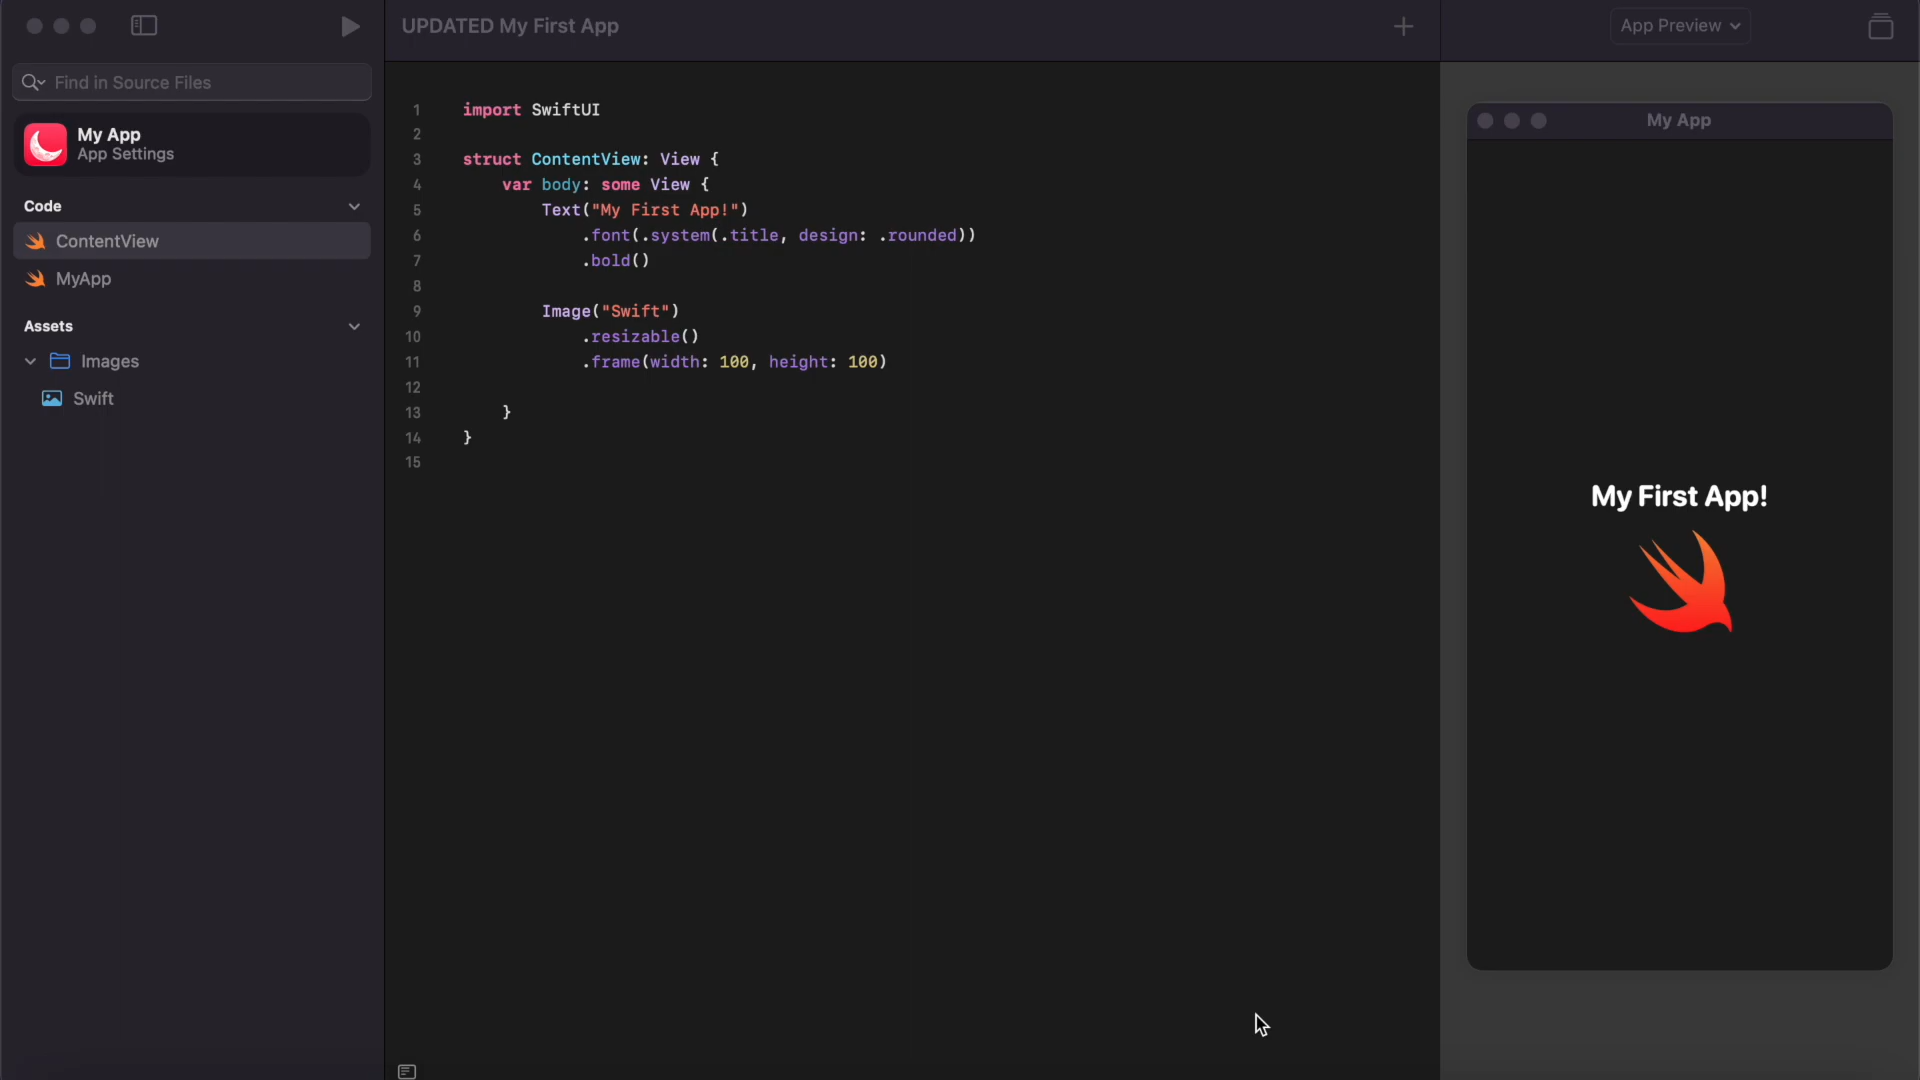 UPDATED My First App
App Preview
Find in Source Files
My App
App Settings
Code
ContentView
MyApp
Assets
Images
Swift
1 import SwiftUI
2
3 struct ContentView: View {
4 var body: some View {
5 Text("My First App!")
6 .font(.system(.title, design: .rounded))
7 .bold()
8
9 Image("Swift")
10 .resizable()
11 .frame(width: 100, height: 100)
12
13 }
14 }
15
My App
My First App!